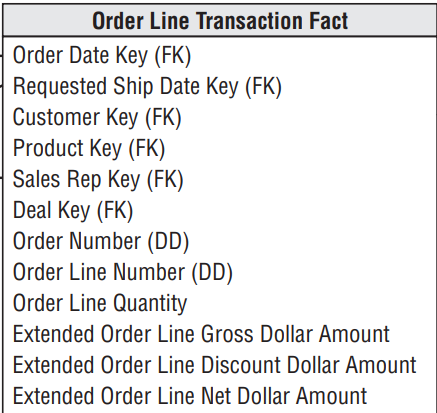 Order Line Transaction Fact
Order Date Key (FK)
Requested Ship Date Key (FK)
Customer Key (FK)
Product Key (FK)
Sales Rep Key (FK)
Deal Key (FK)
Order Number (DD)
Order Line Number (DD)
Order Line Quantity
Extended Order Line Gross Dollar Amount
Extended Order Line Discount Dollar Amount
Extended Order Line Net Dollar Amount